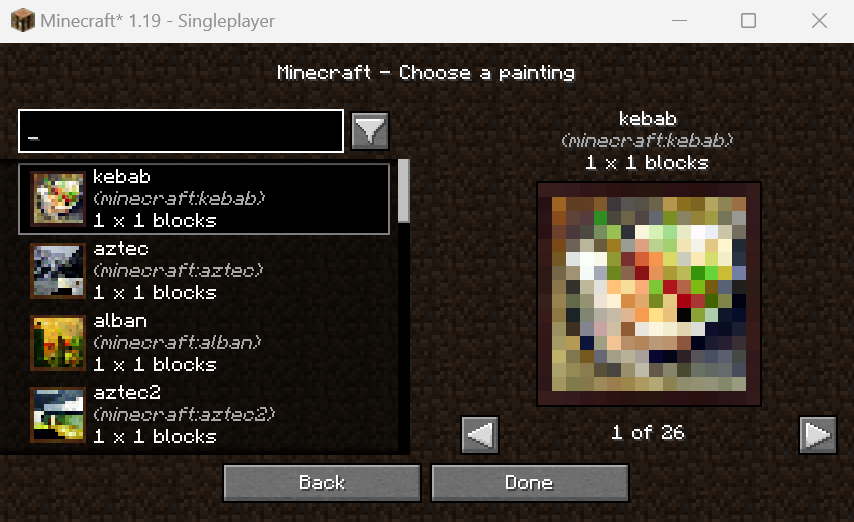 Minecraft* 1.19 - Singleplayer
Minecraft - Choose a painting
_
kebab
(minecraft:kebab)
1 x 1 blocks
aztec
(minecraft:aztec)
1 x 1 blocks
alban
(minecraft:alban)
1 x 1 blocks
aztec2
(minecraft:aztec2)
1 x 1 blocks
kebab
(minecraft:kebab)
1 x 1 blocks
1 of 26
Back
Done